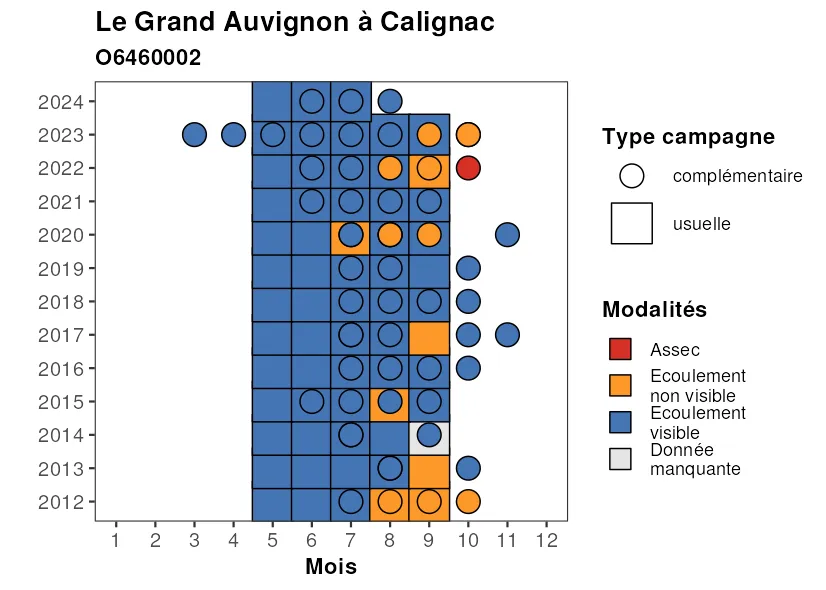 Le Grand Auvignon à Calignac
O6460002
2024
2023
2022
2021
2020
2019
2018
2017
2016
2015
2014
2013
2012
1 2 3 4 5 6 7 8 9 10 11 12
Mois
Type campagne
complémentaire
usuelle
Modalités
Assec
Ecoulement
non visible
Ecoulement
visible
Donnée
manquante